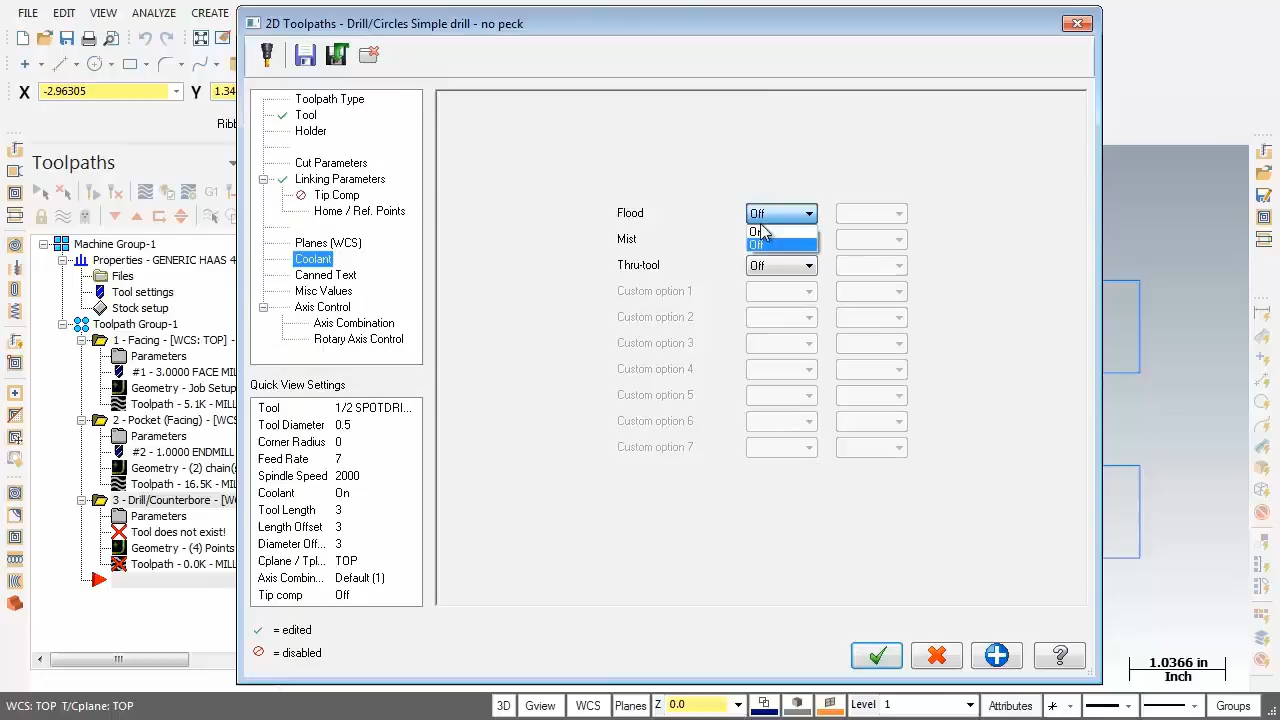 FILE EDIT VIEW ANALYZE CREATE
2D Toolpaths - Drill/Circles Simple drill - no peck
X -2.96305 Y 1.34
Toolpaths
G1
Machine Group-1
Properties - GENERIC HAAS 4
Files
Tool settings
Stock setup
Toolpath Group-1
1 - Facing - [WCS: TOP] -
Parameters
#1 - 3.0000 FACE MIL
Geometry - Job Setup
Toolpath - 5.1K - MILL
2 - Pocket (Facing) - [WCS
Parameters
#2 - 1.0000 ENDMILL
Geometry - (2) chain(s
Toolpath - 16.5K - MILL
3 - Drill/Counterbore - [WC
Parameters
Tool does not exist!
Geometry - (4) Points
Toolpath - 0.0K - MILL
Toolpath Type
Tool
Holder
Cut Parameters
Linking Parameters
Tip Comp
Home / Ref. Points
Planes (WCS)
Coolant
Canned Text
Misc Values
Axis Control
Axis Combination
Rotary Axis Control
Quick View Settings
Tool 1/2 SPOTDRI...
Tool Diameter 0.5
Corner Radius 0
Feed Rate 7
Spindle Speed 2000
Coolant On
Tool Length 3
Length Offset 3
Diameter Off... 3
Cplane / Tpl... TOP
Axis Combin... Default (1)
Tip comp Off
= edited
= disabled
Flood Off
On
Off
Mist
Thru-tool Off
Custom option 1
Custom option 2
Custom option 3
Custom option 4
Custom option 5
Custom option 6
Custom option 7
1.0366 in
Inch
WCS: TOP T/Cplane: TOP
3D Gview WCS Planes Z 0.0 Level 1 Attributes Groups